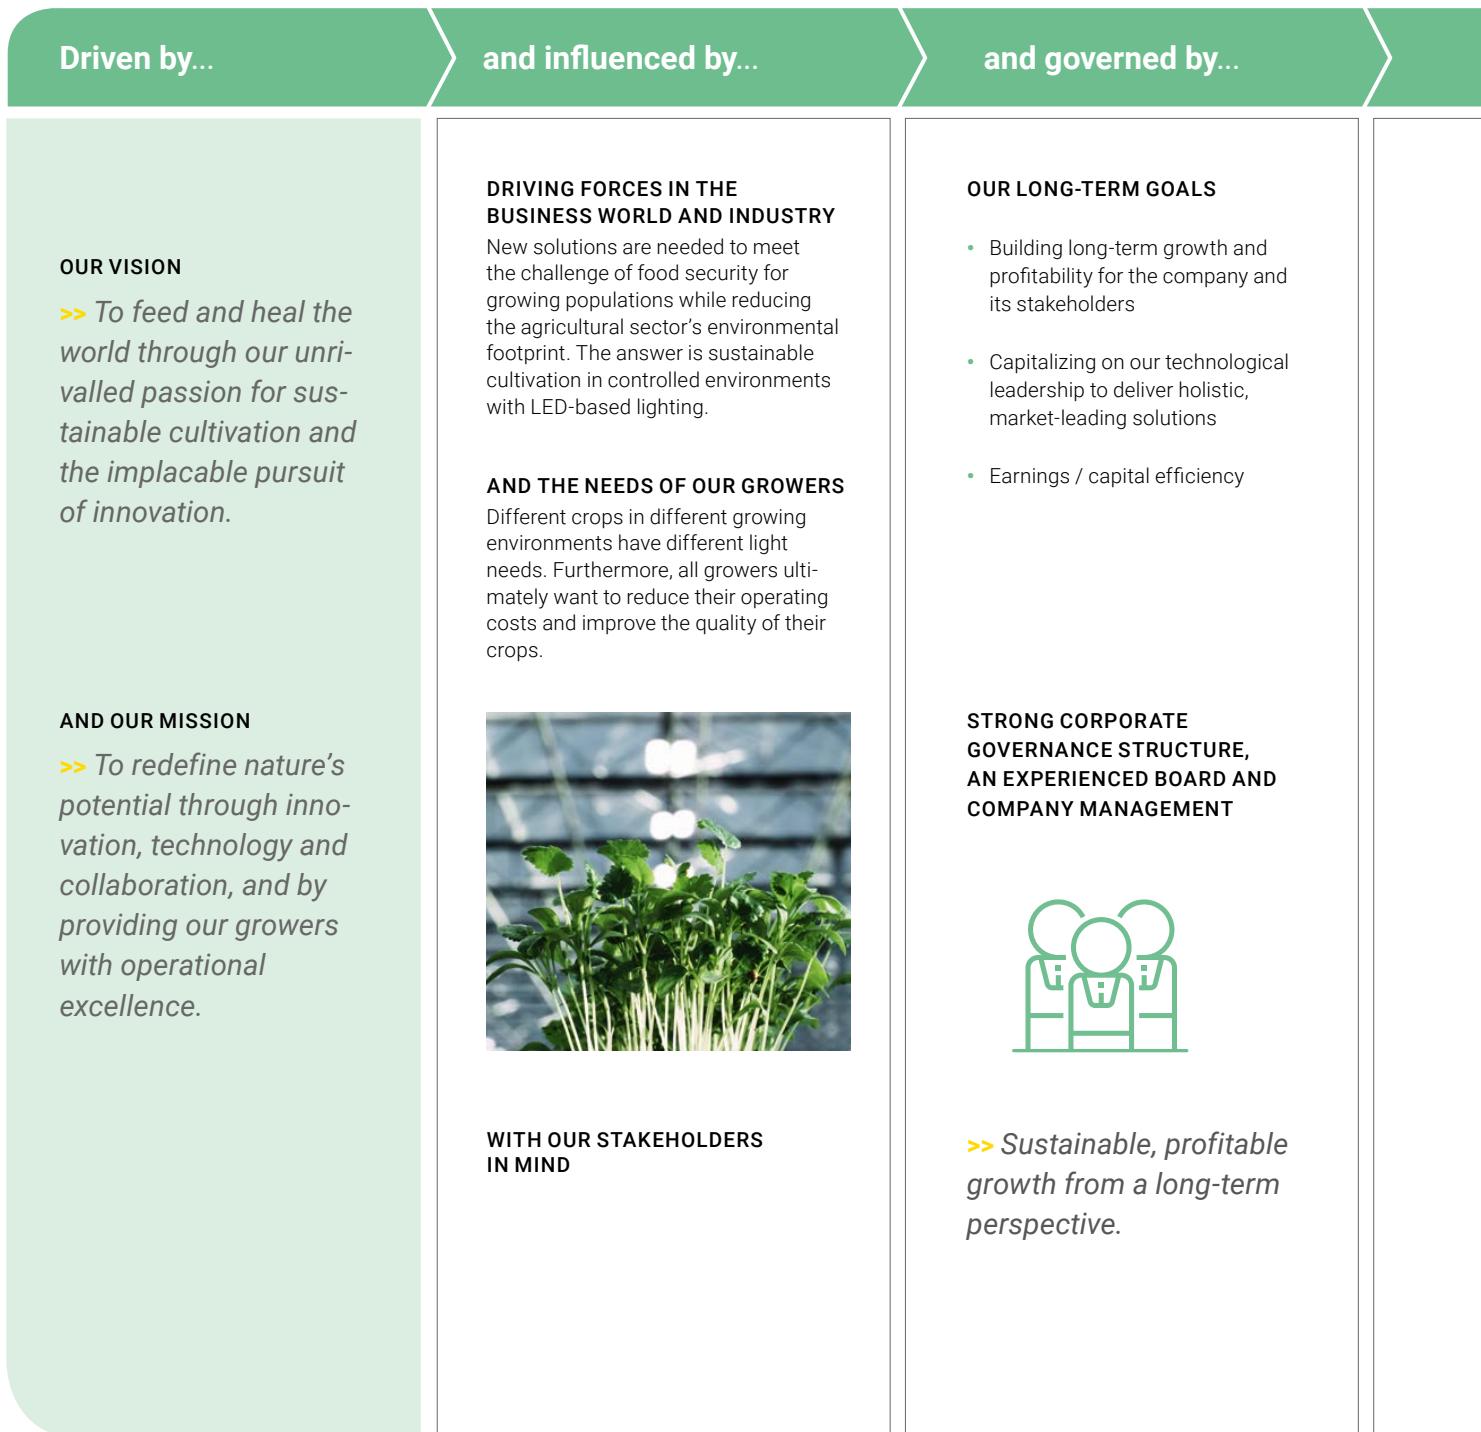 Driven by...
and influenced by...
and governed by...
OUR VISION
>> To feed and heal the
world through our unri-
valled passion for sus-
tainable cultivation and
the implacable pursuit
of innovation.
AND OUR MISSION
>> To redefine nature’s
potential through inno-
vation, technology and
collaboration, and by
providing our growers
with operational
excellence.
DRIVING FORCES IN THE
BUSINESS WORLD AND INDUSTRY
New solutions are needed to meet
the challenge of food security for
growing populations while reducing
the agricultural sector’s environmental
footprint. The answer is sustainable
cultivation in controlled environments
with LED-based lighting.
AND THE NEEDS OF OUR GROWERS
Different crops in different growing
environments have different light
needs. Furthermore, all growers ulti-
mately want to reduce their operating
costs and improve the quality of their
crops.
WITH OUR STAKEHOLDERS
IN MIND
OUR LONG-TERM GOALS
• Building long-term growth and
profitability for the company and
its stakeholders
• Capitalizing on our technological
leadership to deliver holistic,
market-leading solutions
• Earnings / capital efficiency
STRONG CORPORATE
GOVERNANCE STRUCTURE,
AN EXPERIENCED BOARD AND
COMPANY MANAGEMENT
>> Sustainable, profitable
growth from a long-term
perspective.